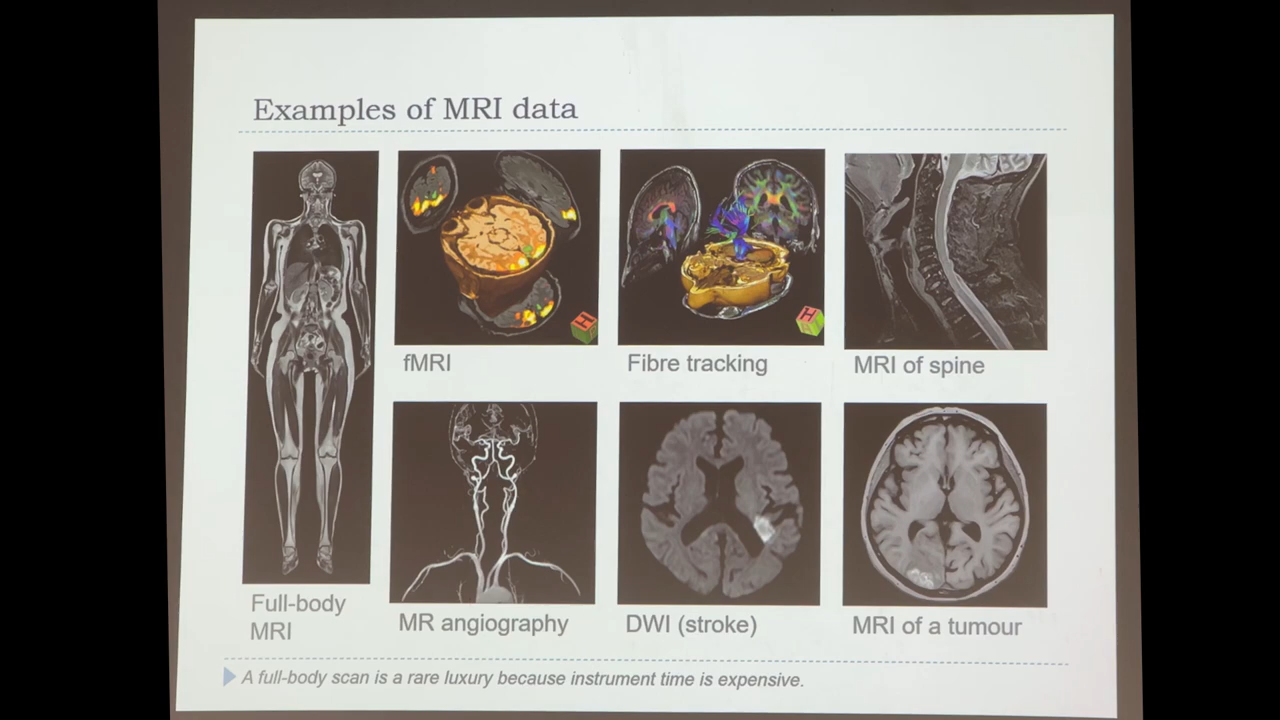 Examples of MRI data
fMRI
Fibre tracking
MRI of spine
Full-body
MRI
MR angiography
DWI (stroke)
MRI of a tumour
A full-body scan is a rare luxury because instrument time is expensive.
H
H